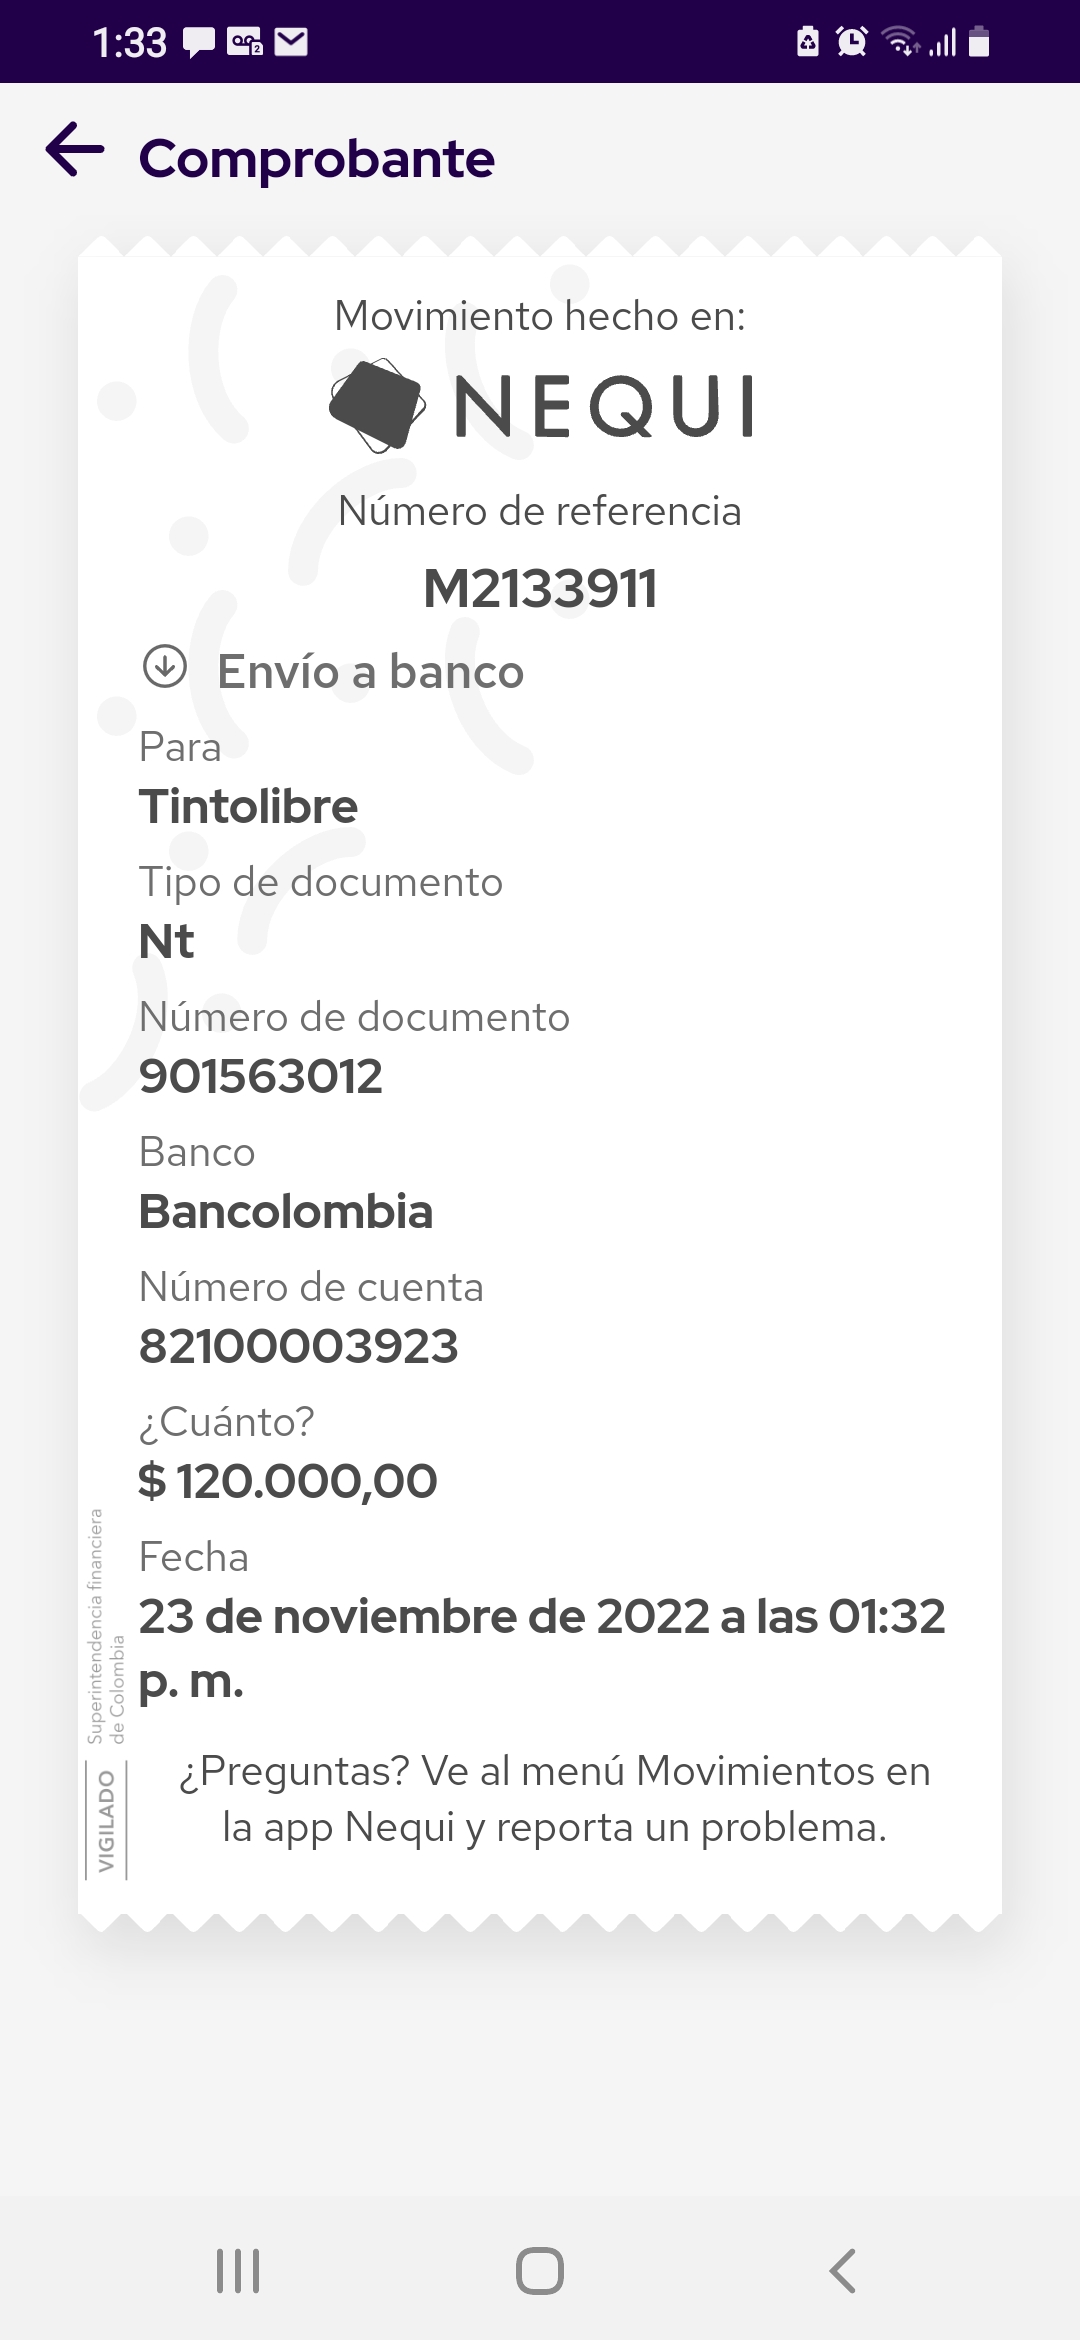 1:33
2
Comprobante
Movimiento hecho en:
NEQUI
Número de referencia
M2133911
Envío a banco
Para
Tintolibre
Tipo de documento
Nt
Número de documento
901563012
Banco
Bancolombia
Número de cuenta
82100003923
¿Cuánto?
$ 120.000,00
Fecha
23 de noviembre de 2022 a las 01:32
p. m.
¿Preguntas? Ve al menú Movimientos en
la app Nequi y reporta un problema.
VIGILADO
Superintendencia financiera
de Colombia